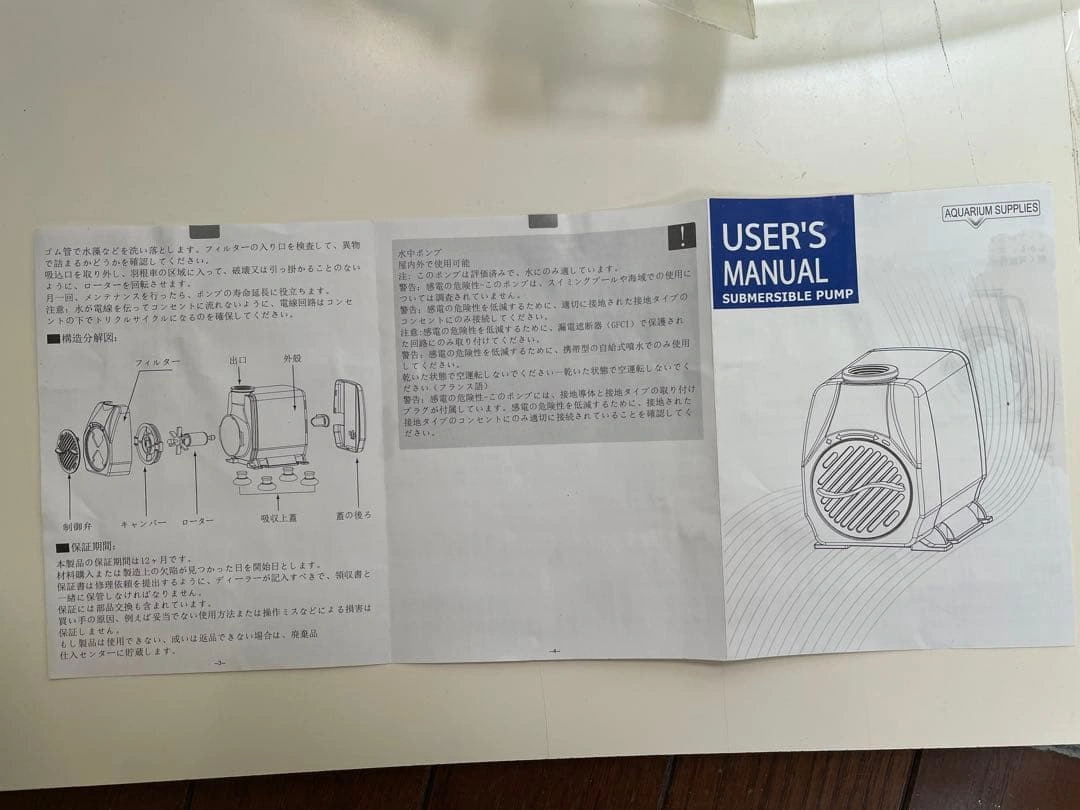 ゴム管で水藻などを洗い落とします。フィルターの入り口を検査して、異物
で詰まるかどうかを確認してください。
吸込口を取り外し、羽根車の区域に入って、破壊又は引っ掛かることのない
ように、ローターを回転させます。
月一回、メンテナンスを行ったら、ポンプの寿命延長に役立ちます。
注意: 水が電線を伝ってコンセントに流れないように、電線回路はコンセ
ントの下でトリクルサイクルになるのを確保してください。
■構造分解図:
フィルター
出口
外殻
制御弁
キャンバー
ローター
吸収上蓋
蓋の後ろ
■保証期間:
本製品の保証期間は12ヶ月です。
材料購入または製造上の欠陥が見つかった日を開始日とします。
保証書は修理依頼を提出するように、ディーラーが記入すべきで、領収書と
一緒に保管しなければなりません。
保証には部品交換も含まれています。
買い手の原因、例えば妥当でない使用方法または操作ミスなどによる損害は
保証しません。
もし製品は使用できない、或いは返品できない場合は、廃棄品
仕入センターに貯蔵します。
-3-
!
水中ポンプ
屋内外で使用可能
注: このポンプは評価済みで、水にのみ適しています。
警告: 感電の危険性-このポンプは、スイミングプールや海域での使用に
ついては調査されていません。
警告: 感電の危険性を低減するために、適切に接地された接地タイプの
コンセントにのみ接続してください。
注意:感電の危険性を低減するために、漏電遮断器（GFCI）で保護され
た回路にのみ取り付けてください。
警告: 感電の危険性を低減するために、携帯型の自給式噴水でのみ使用
してください。
乾いた状態で空運転しないでください一乾いた状態で空運転しないでく
ださい.(フランス語)
警告: 感電の危険性-このポンプには、接地導体と接地タイプの取り付け
プラグが付属しています。感電の危険性を低減するために、接地された
接地タイプのコンセントにのみ適切に接続されていることを確認してく
ださい。
-4-
AQUARIUM SUPPLIES
USER'S
MANUAL
SUBMERSIBLE PUMP